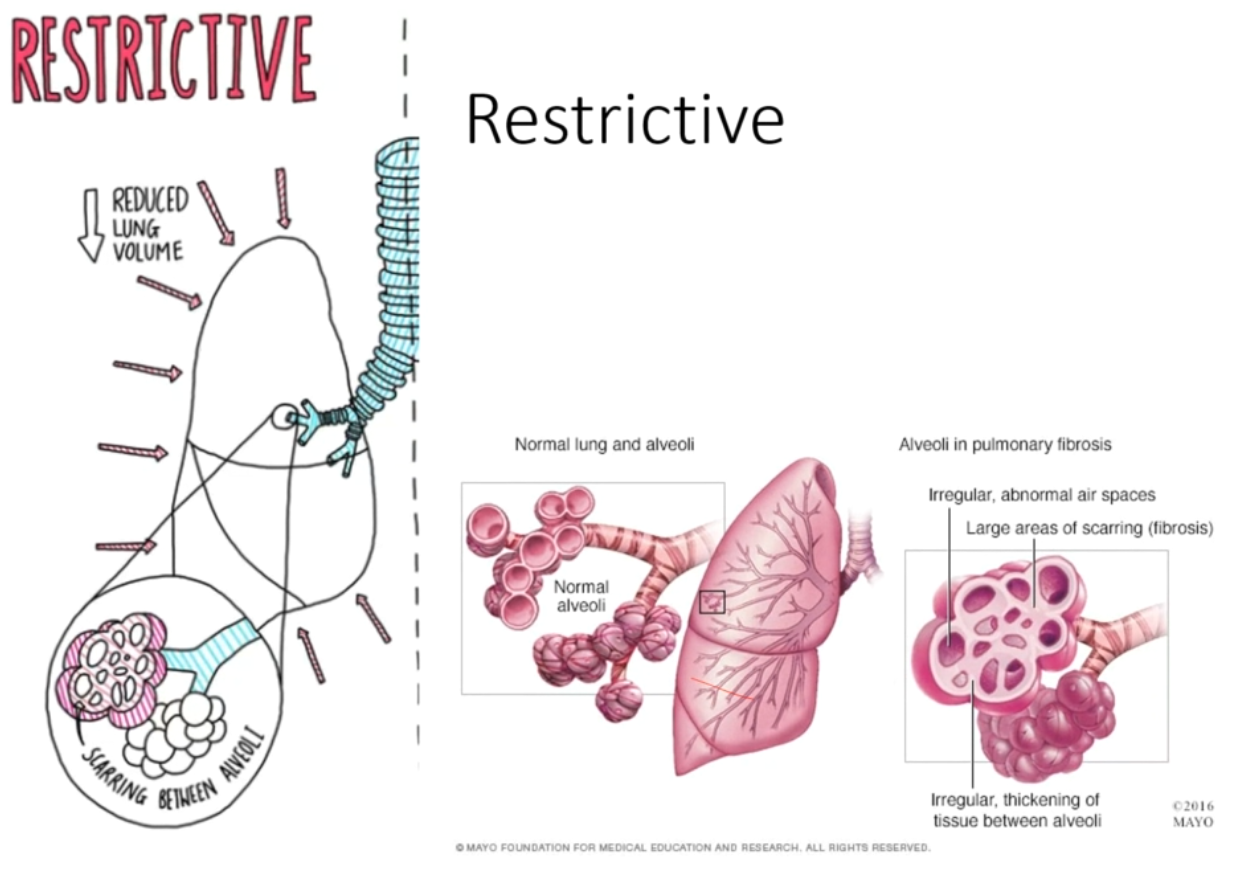 RESTRICTIVE
REDUCED
LUNG
VOLUME
SCARRING BETWEEN ALVEOLI
Restrictive
Normal lung and alveoli
Normal
alveoli
Alveoli in pulmonary fibrosis
Irregular, abnormal air spaces
Large areas of scarring (fibrosis)
Irregular, thickening of
tissue between alveoli
©2016
MAYO
© MAYO FOUNDATION FOR MEDICAL EDUCATION AND RESEARCH. ALL RIGHTS RESERVED.